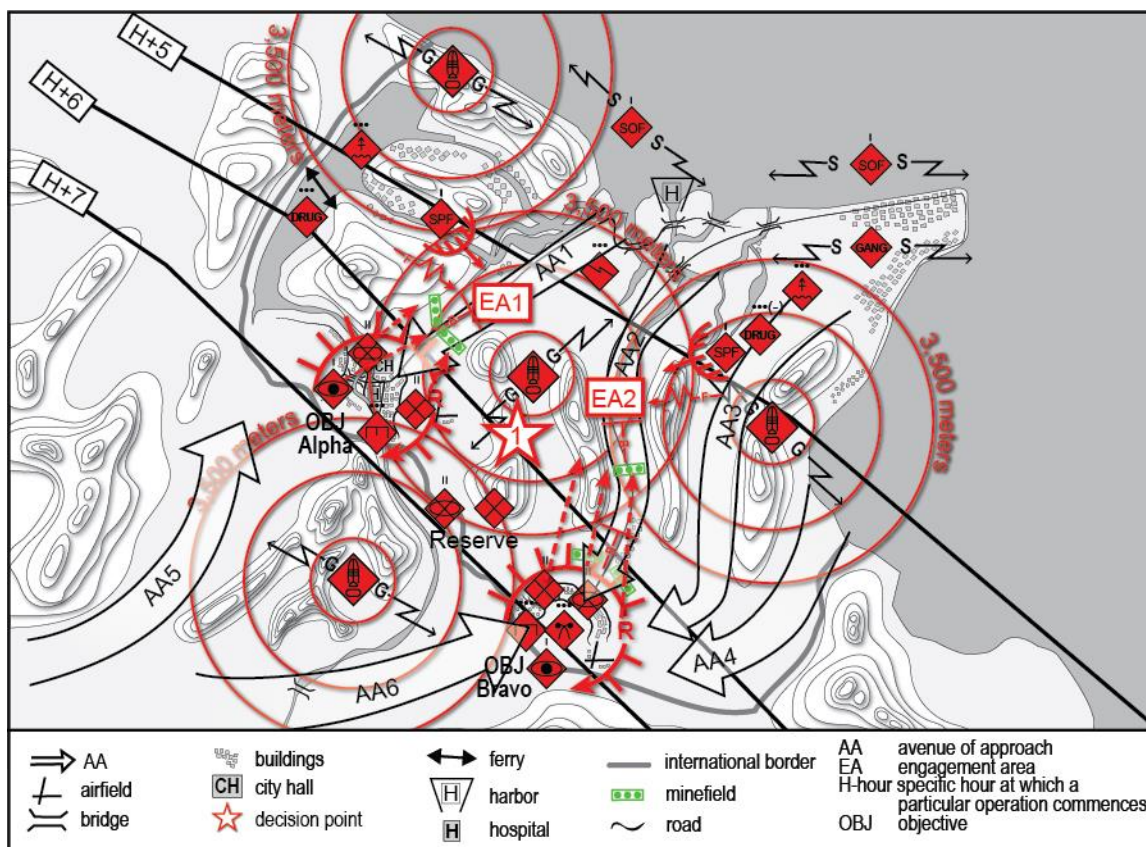 H+5
H+6
H+7
3,500 meters
3,500 meters
3,500 meters
3,500 meters
G
G
S
SOF
S
S
SOF
S
H
DRUG
SPF
AA1
S
GANG
S
EA1
AA2
DRUG
(-)
SPF
CH
H
G
G
EA2
AA3
G
G
R
OBJ
Alpha
1
Reserve
AA5
G
G
R
AA4
AA6
OBJ
Bravo
AA
airfield
bridge
buildings
CH city hall
decision point
ferry
H harbor
H hospital
international border
minefield
road
AA avenue of approach
EA engagement area
H-hour specific hour at which a
particular operation commences
OBJ objective